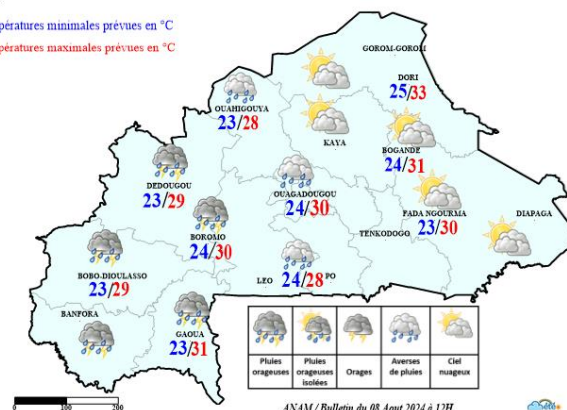 pératures minimales prévues en °C
pératures maximales prévues en °C
GOROM-GOROM
DORI
25/33
OUAHIGOUYA
23/28
KAYA
BOGANDE
24/31
DEDOUGOU
23/29
OUAGADOUGOU
24/30
FADA NGOURMA
23/30
DIAPAGA
BOROMO
24/30
TENKODOGO
BOBO-DIOULASSO
23/29
LEO
24/28
PO
BANFORA
GAOUA
23/31
Pluies orageuses
Pluies orageuses isolées
Orages
Averses de pluies
Ciel nuageux
0 100 200
ANAM / Bulletin du 08 Aout 2024 à 12H